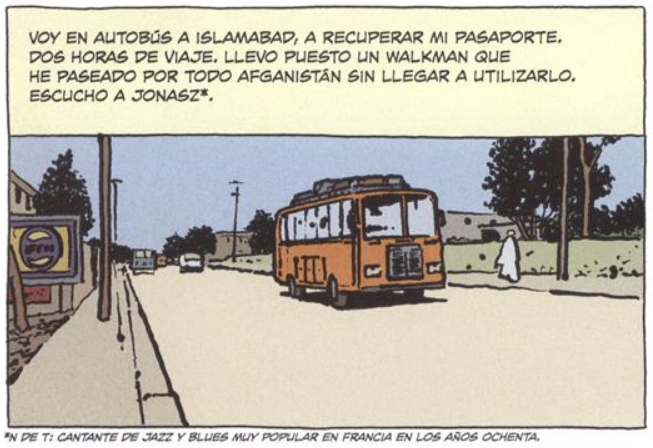 VOY EN AUTOBÚS A ISLAMABAD, A RECUPERAR MI PASAPORTE.
DOS HORAS DE VIAJE. LLEVO PUESTO UN WALKMAN QUE
HE PASEADO POR TODO AFGANISTÁN SIN LLEGAR A UTILIZARLO.
ESCUCHO A JONASZ*.
*N DE T: CANTANTE DE JAZZ Y BLUES MUY POPULAR EN FRANCIA EN LOS AÑOS OCHENTA.